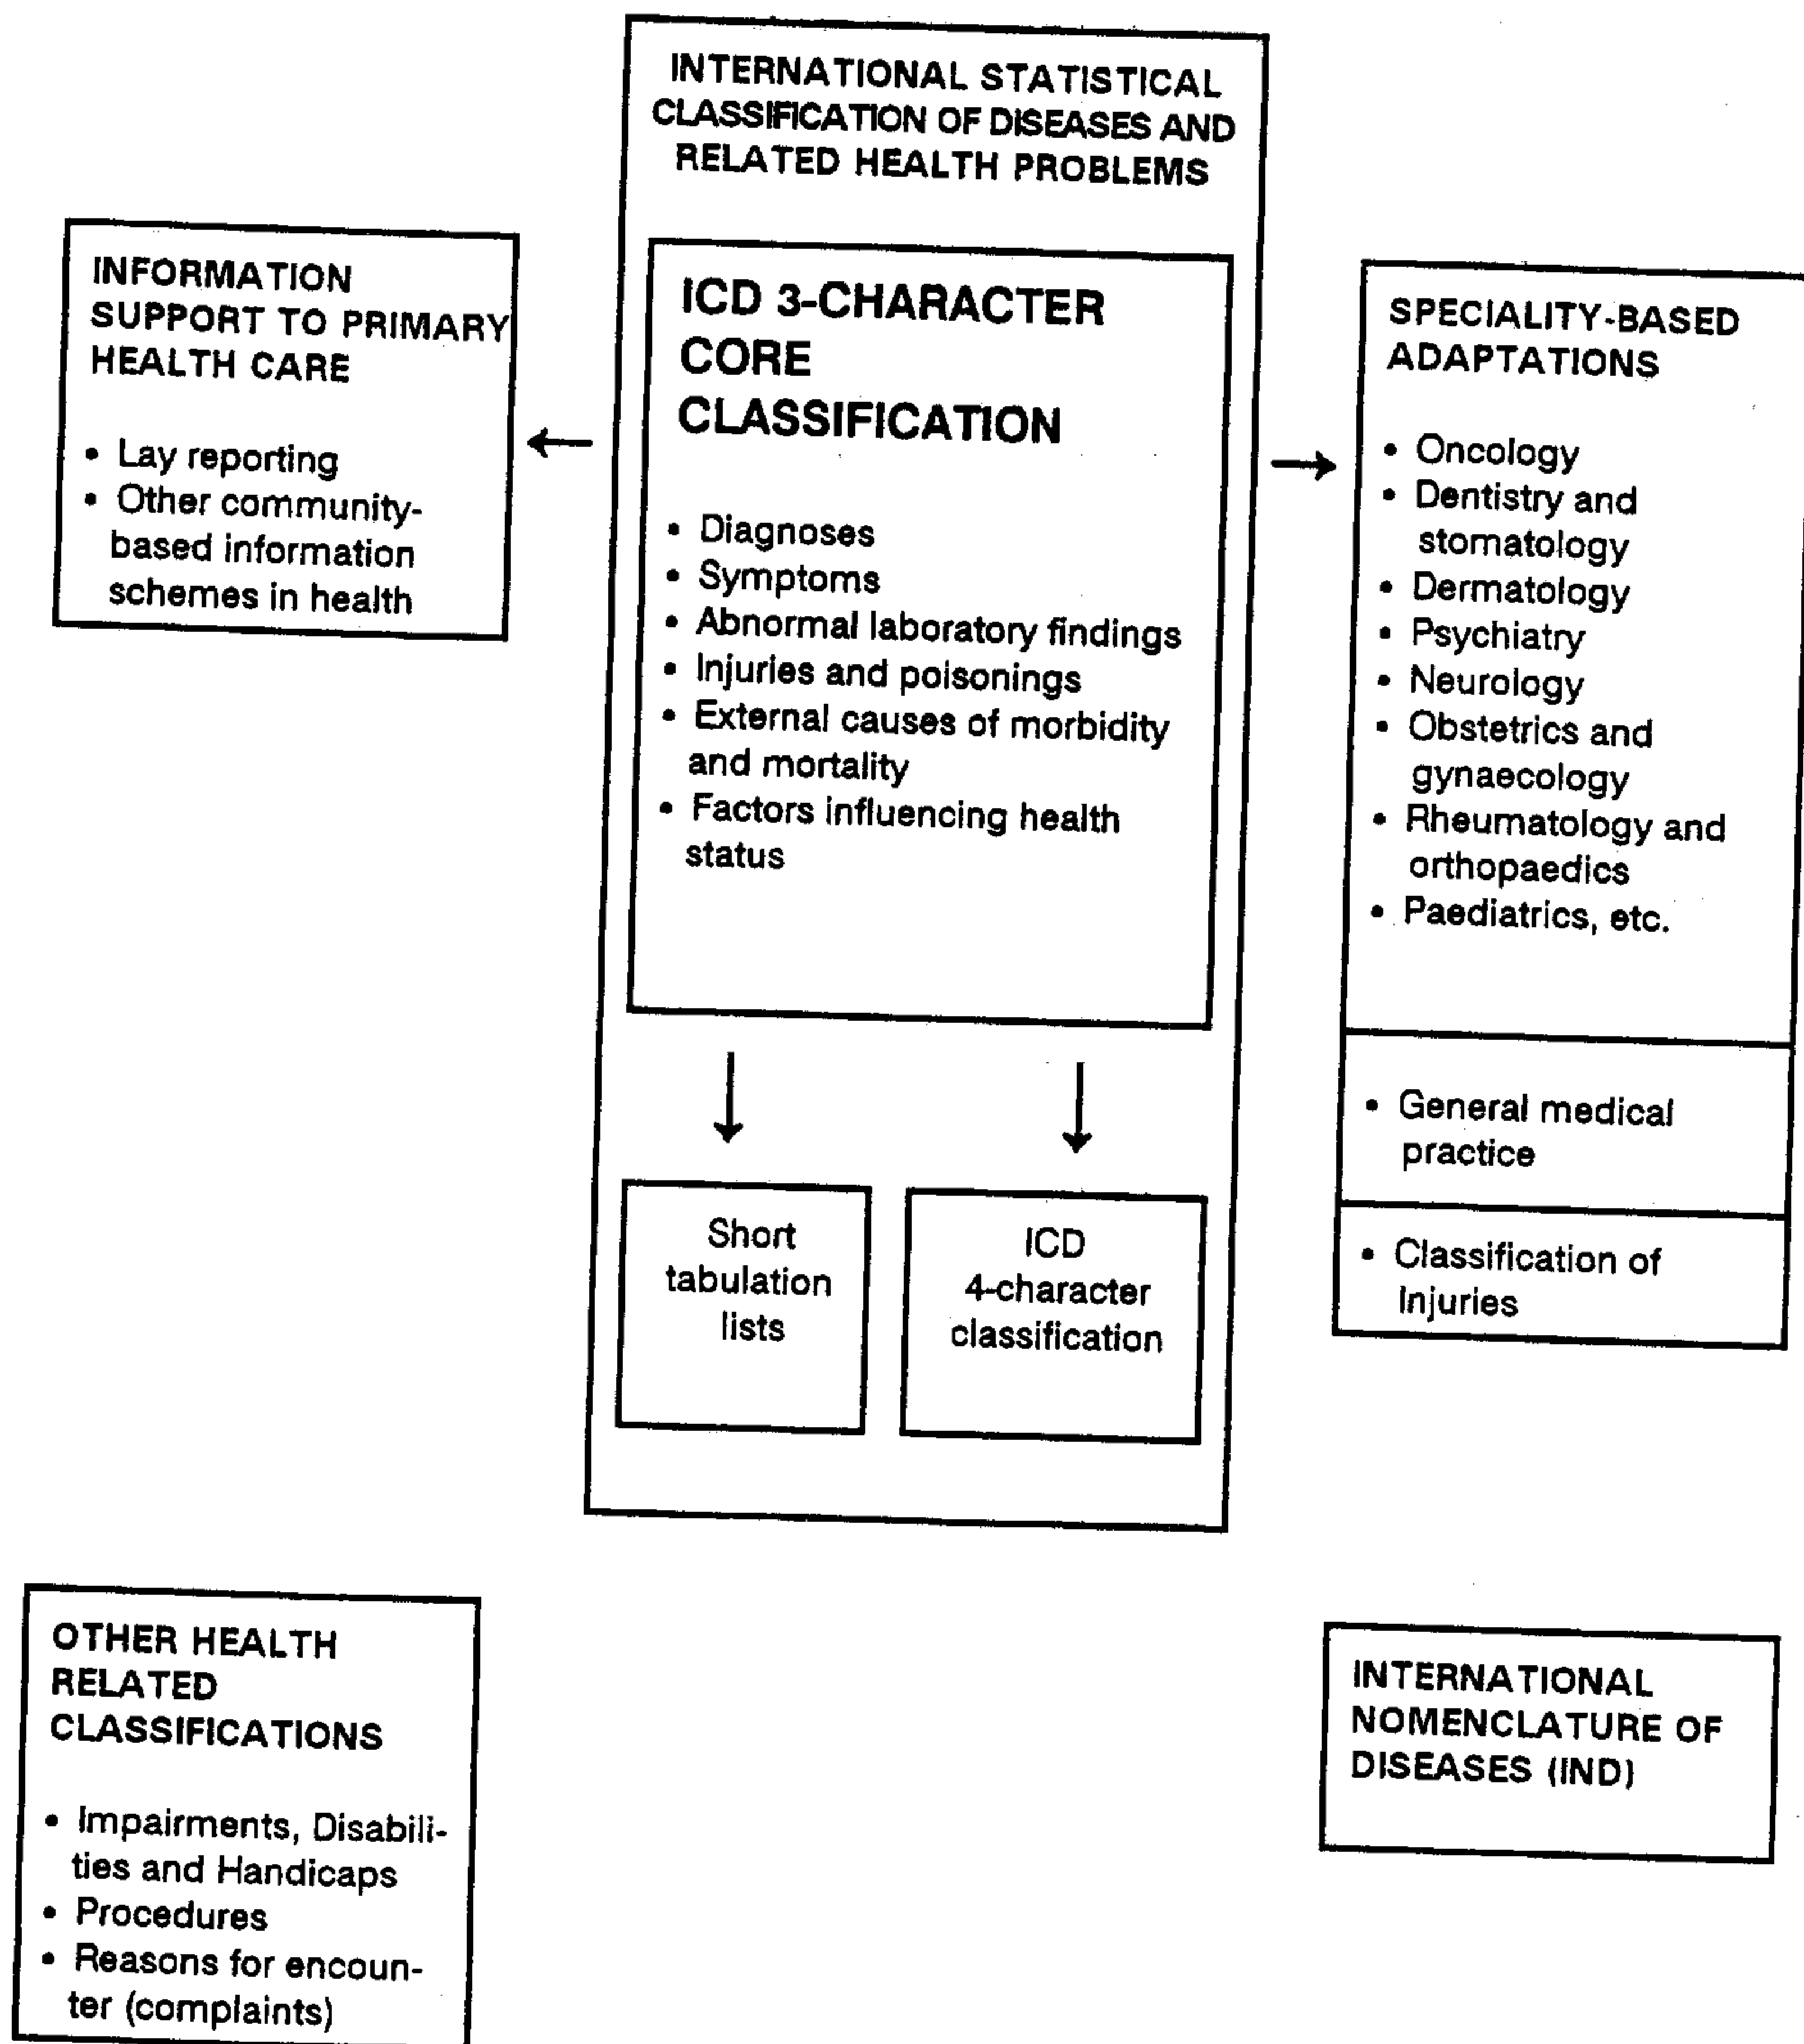 INTERNATIONAL STATISTICAL
CLASSIFICATION OF DISEASES AND
RELATED HEALTH PROBLEMS
INFORMATION
SUPPORT TO PRIMARY
HEALTH CARE
• Lay reporting
• Other community-
based information
schemes in health
ICD 3-CHARACTER
CORE
CLASSIFICATION
• Diagnoses
• Symptoms
• Abnormal laboratory findings
• Injuries and poisonings
• External causes of morbidity
and mortality
• Factors influencing health
status
SPECIALITY-BASED
ADAPTATIONS
• Oncology
• Dentistry and
stomatology
• Dermatology
• Psychiatry
• Neurology
• Obstetrics and
gynaecology
• Rheumatology and
orthopaedics
• Paediatrics, etc.
• General medical
practice
• Classification of
Injuries
Short
tabulation
lists
ICD
4-character
classification
OTHER HEALTH
RELATED
CLASSIFICATIONS
• Impairments, Disabili-
ties and Handicaps
• Procedures
• Reasons for encoun-
ter (complaints)
INTERNATIONAL
NOMENCLATURE OF
DISEASES (IND)